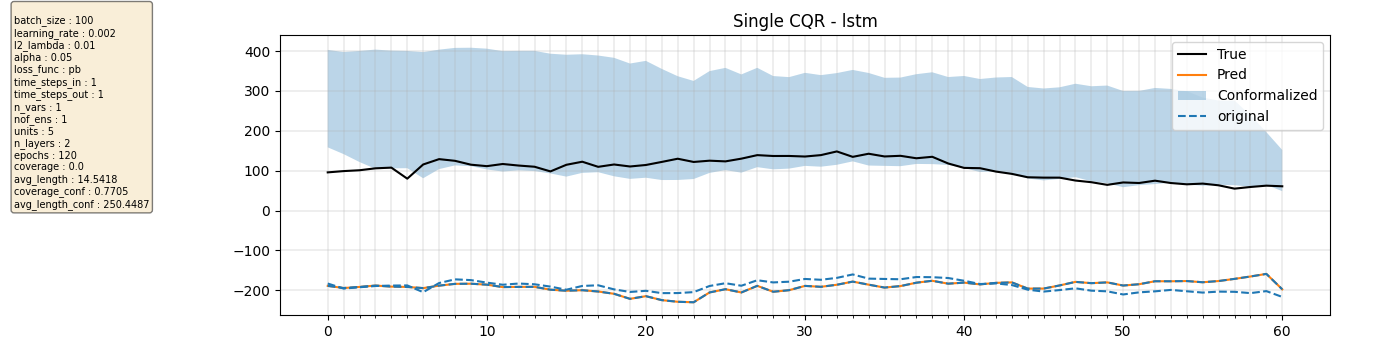 batch_size : 100
learning_rate : 0.002
l2_lambda : 0.01
alpha : 0.05
loss_func : pb
time_steps_in : 1
time_steps_out : 1
n_vars : 1
nof_ens : 1
units : 5
n_layers : 2
epochs : 120
coverage : 0.0
avg_length : 14.5418
coverage_conf : 0.7705
avg_length_conf : 250.4487
Single CQR - lstm
400
300
200
100
0
−100
−200
True
Pred
Conformalized
original
0 10 20 30 40 50 60